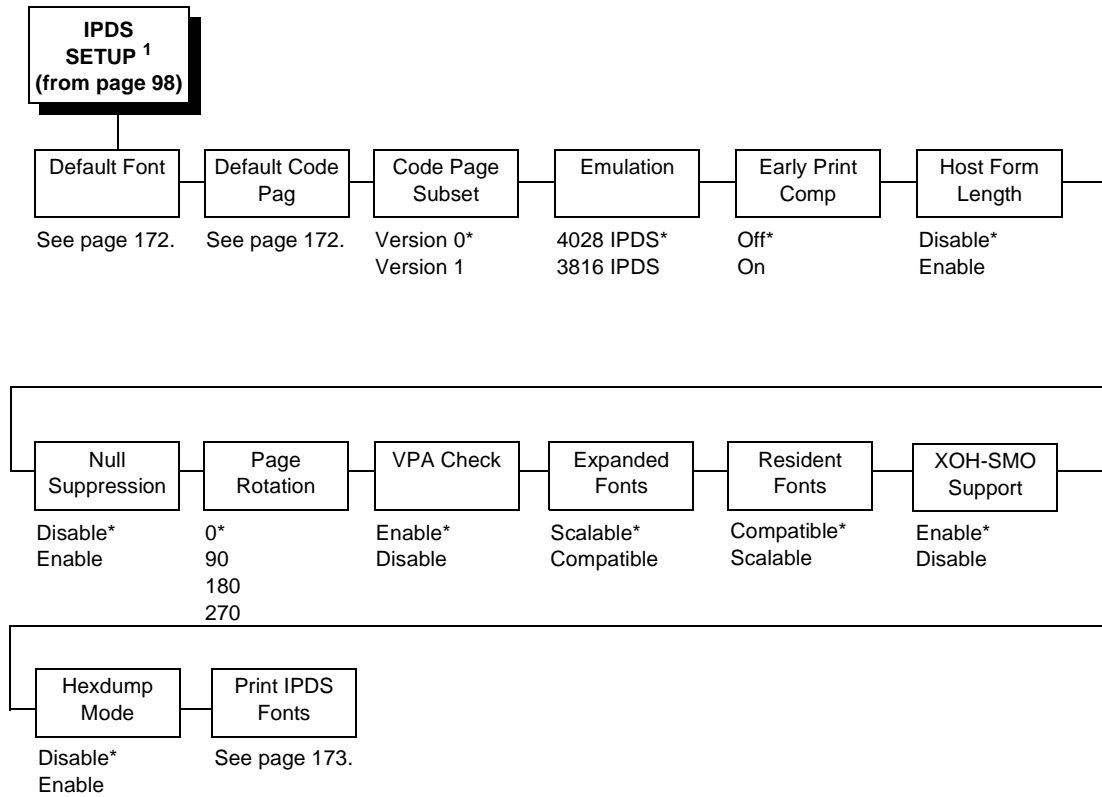 IPDS
SETUP 1
(from page 98)
Default Font
Default Code
Pag
Code Page
Subset
Emulation
Early Print
Comp
Host Form
Length
See page 172.
See page 172.
Version 0*
Version 1
4028 IPDS*
3816 IPDS
Off*
On
Disable*
Enable
Null
Suppression
Page
Rotation
VPA Check
Expanded
Fonts
Resident
Fonts
XOH-SMO
Support
Disable*
Enable
0*
90
180
270
Enable*
Disable
Scalable*
Compatible
Compatible*
Scalable
Enable*
Disable
Hexdump
Mode
Print IPDS
Fonts
Disable*
Enable
See page 173.